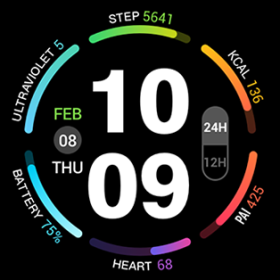 STEP 5641
ULTRAVIOLET 5
KCAL 136
10
FEB
08
THU
24H
12H
09
BATTERY 75%
PAI 425
HEART 68